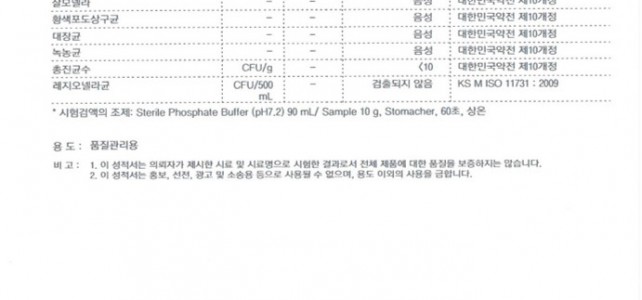 살모넬라 – – 음성 대한민국약전 제10개정
황색포도상구균 – – 음성 대한민국약전 제10개정
대장균 – – 음성 대한민국약전 제10개정
녹농균 – – 음성 대한민국약전 제10개정
총진균수 CFU/g – <10 대한민국약전 제10개정
레지오넬라균 CFU/500 mL – 검출되지 않음 KS M ISO 11731 : 2009
* 시험검액의 조제: Sterile Phosphate Buffer (pH7.2) 90 mL/ Sample 10 g, Stomacher, 60초, 상온
용 도 : 품질관리용
비 고 : 1. 이 성적서는 의뢰자가 제시한 시료 및 시료명으로 시험한 결과로서 전체 제품에 대한 품질을 보증하지는 않습니다.
2. 이 성적서는 홍보, 선전, 광고 및 소송용 등으로 사용될 수 없으며, 용도 이외의 사용을 금합니다.